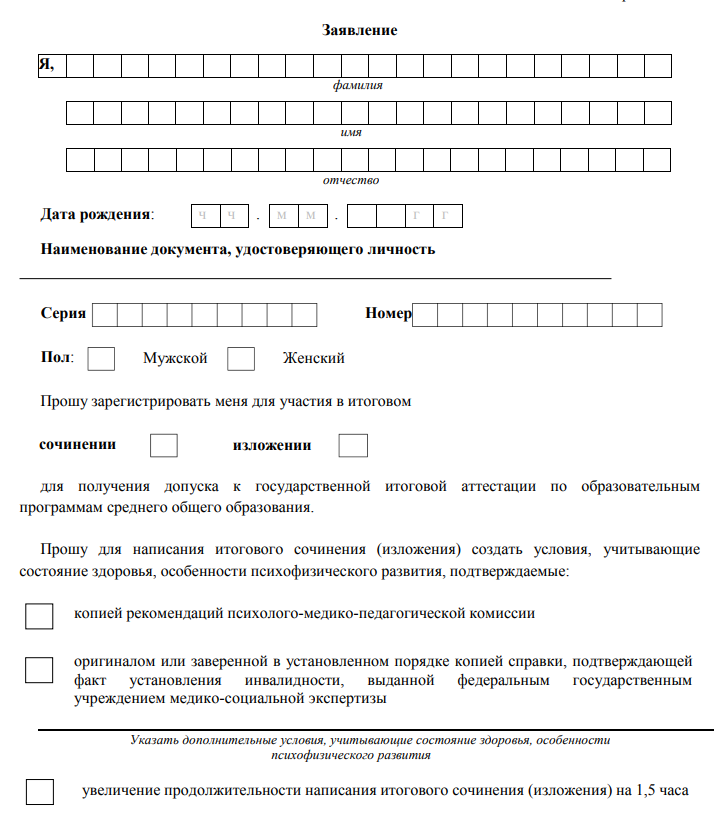 Заявление
Я,
фамилия
имя
отчество
Дата рождения: ч ч . м м . г г
Наименование документа, удостоверяющего личность
Серия Номер
Пол: Мужской Женский
Прошу зарегистрировать меня для участия в итоговом
сочинении изложении
для получения допуска к государственной итоговой аттестации по образовательным
программам среднего общего образования.
Прошу для написания итогового сочинения (изложения) создать условия, учитывающие
состояние здоровья, особенности психофизического развития, подтверждаемые:
копией рекомендаций психолого-медико-педагогической комиссии
оригиналом или заверенной в установленном порядке копией справки, подтверждающей
факт установления инвалидности, выданной федеральным государственным
учреждением медико-социальной экспертизы
Указать дополнительные условия, учитывающие состояние здоровья, особенности
психофизического развития
увеличение продолжительности написания итогового сочинения (изложения) на 1,5 часа